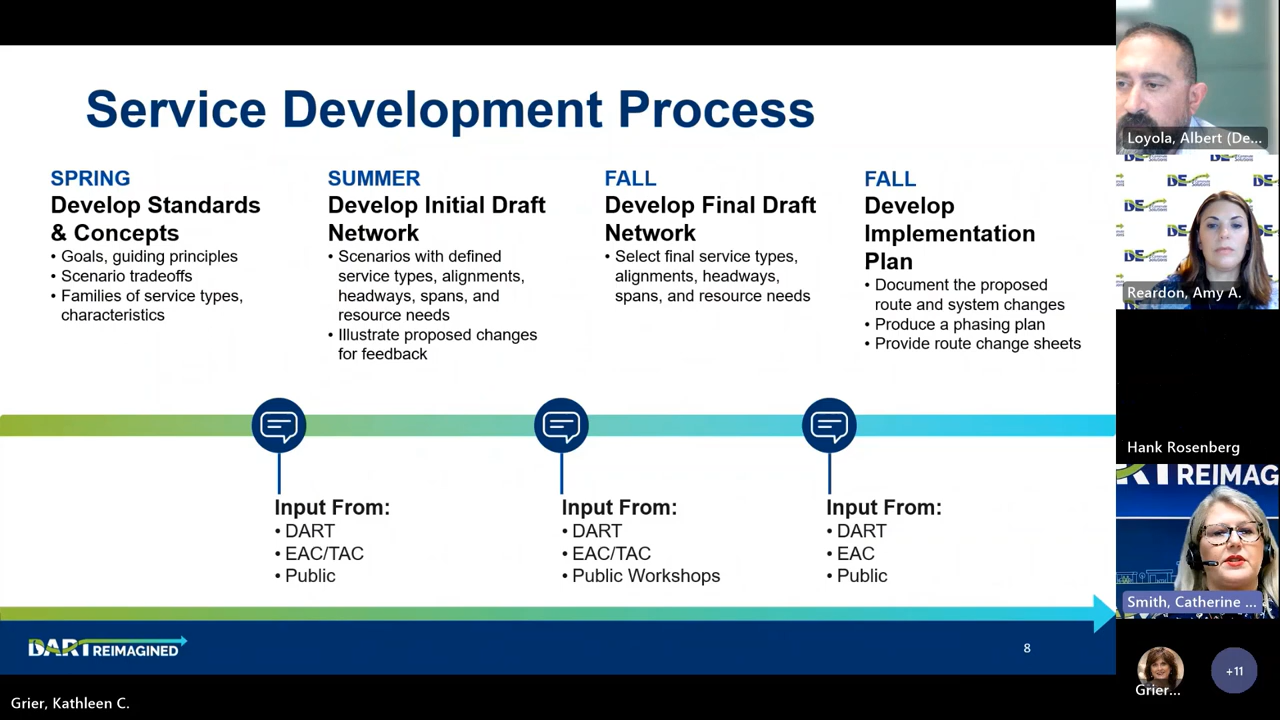 Service Development Process
SPRING
Develop Standards
& Concepts
• Goals, guiding principles
• Scenario tradeoffs
• Families of service types,
characteristics
SUMMER
Develop Initial Draft
Network
• Scenarios with defined
service types, alignments,
headways, spans, and
resource needs
• Illustrate proposed changes
for feedback
FALL
Develop Final Draft
Network
• Select final service types,
alignments, headways,
spans, and resource needs
FALL
Develop
Implementation
Plan
• Document the proposed
route and system changes
• Produce a phasing plan
• Provide route change sheets
Input From:
• DART
• EAC/TAC
• Public
Input From:
• DART
• EAC/TAC
• Public Workshops
Input From:
• DART
• EAC
• Public
DART REIMAGINED
8
Grier, Kathleen C.
Loyola, Albert (De...
Reardon, Amy A.
Hank Rosenberg
REIMAG
Smith, Catherine ...
Grier...
+11